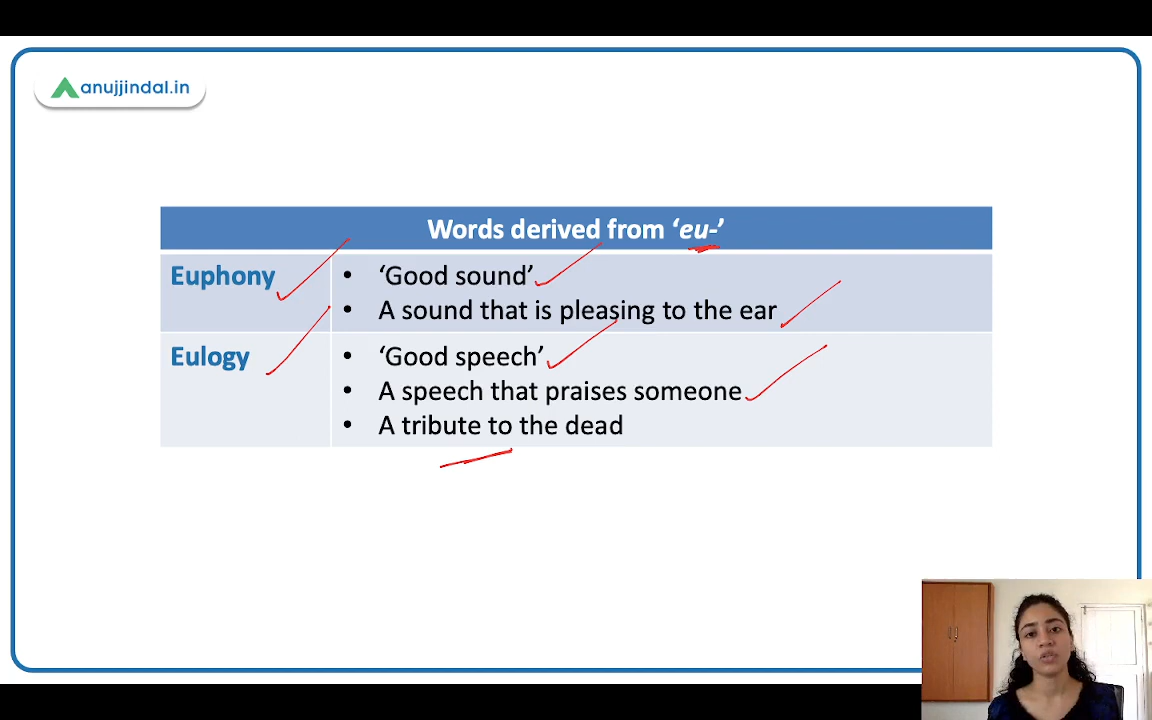 anujjindal.in
Words derived from ‘eu-’
Euphony
• ‘Good sound’
• A sound that is pleasing to the ear
Eulogy
• ‘Good speech’
• A speech that praises someone
• A tribute to the dead